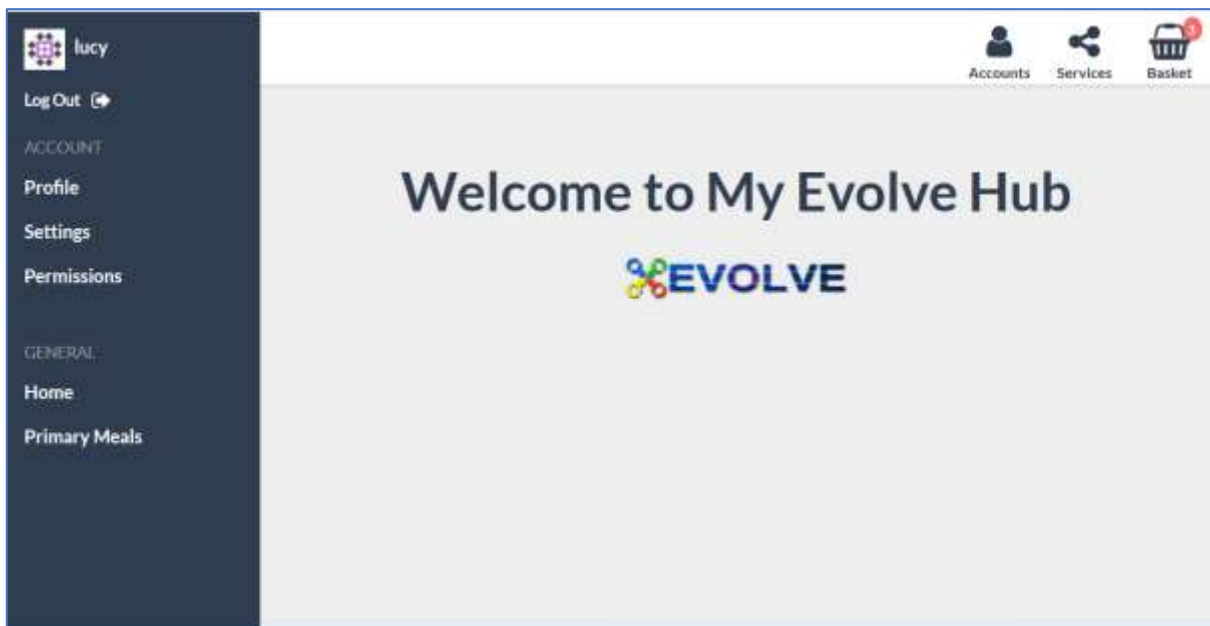 lucy
Log Out
ACCOUNT
Profile
Settings
Permissions
GENERAL
Home
Primary Meals
Accounts
Services
Basket
Welcome to My Evolve Hub
EVOLVE